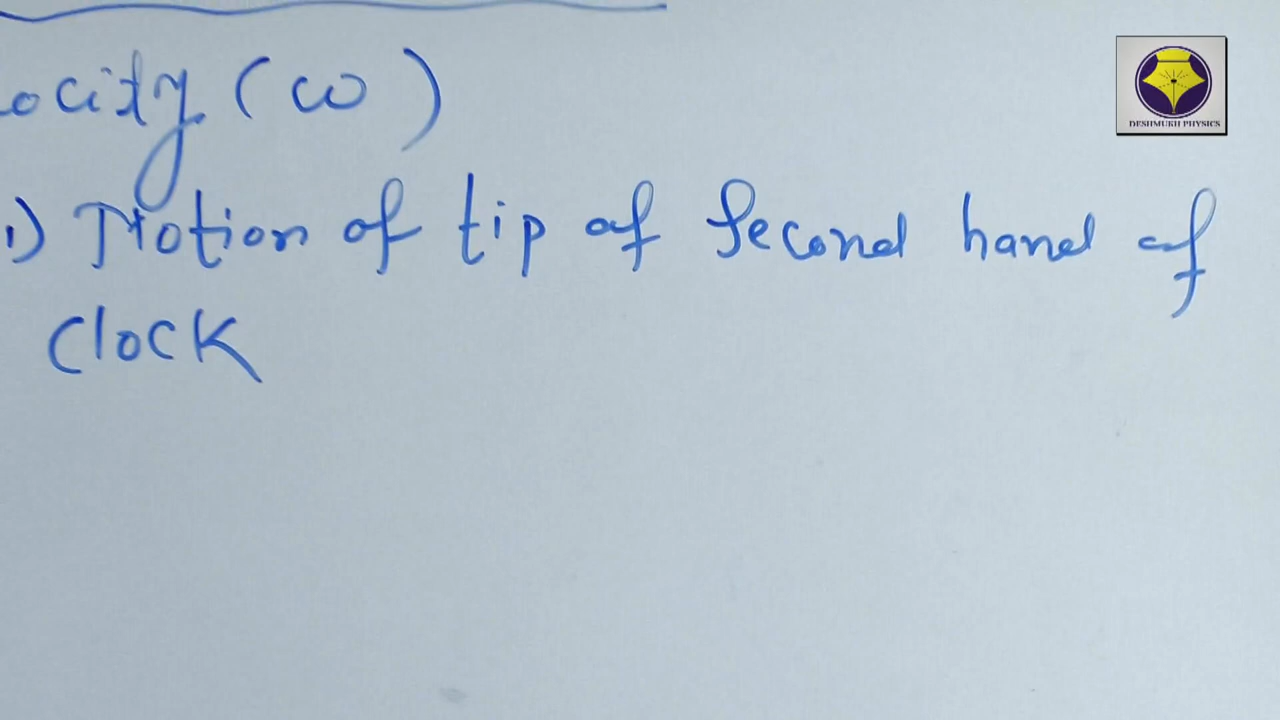 ocity (ω)
1) Motion of tip of Second hand of
Clock
DESHMUKH PHYSICS